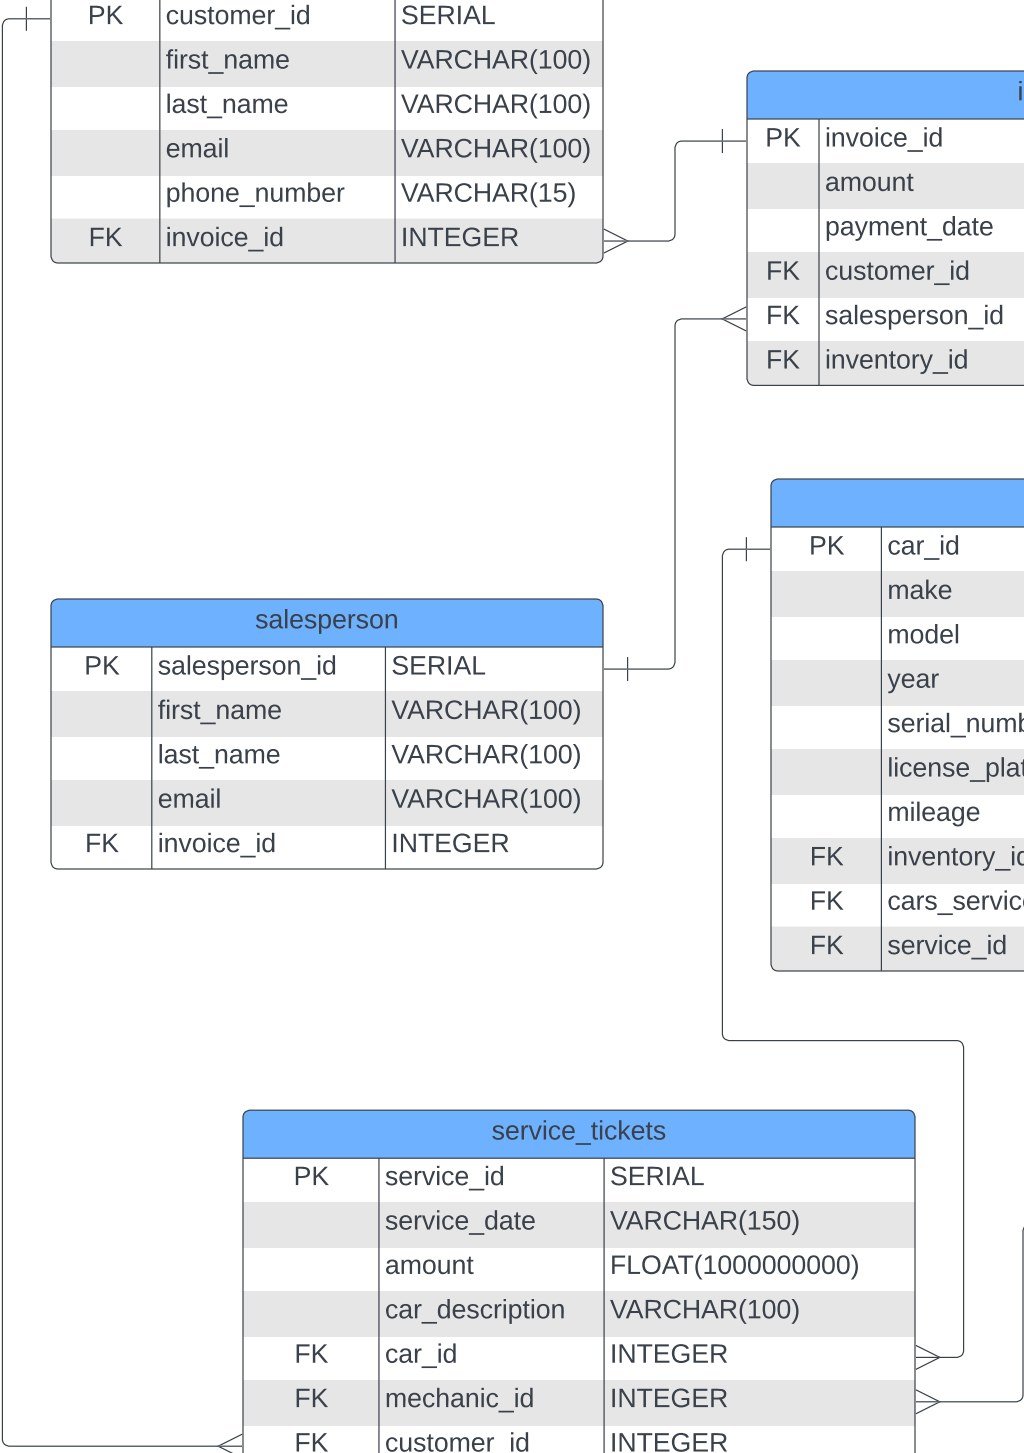 PK customer_id SERIAL
first_name VARCHAR(100)
last_name VARCHAR(100)
email VARCHAR(100)
phone_number VARCHAR(15)
FK invoice_id INTEGER
PK invoice_id
amount
payment_date
FK customer_id
FK salesperson_id
FK inventory_id
salesperson
PK salesperson_id SERIAL
first_name VARCHAR(100)
last_name VARCHAR(100)
email VARCHAR(100)
FK invoice_id INTEGER
PK car_id
make
model
year
serial_numb
license_plat
mileage
FK inventory_id
FK cars_servic
FK service_id
service_tickets
PK service_id SERIAL
service_date VARCHAR(150)
amount FLOAT(1000000000)
car_description VARCHAR(100)
FK car_id INTEGER
FK mechanic_id INTEGER
FK customer_id INTEGER